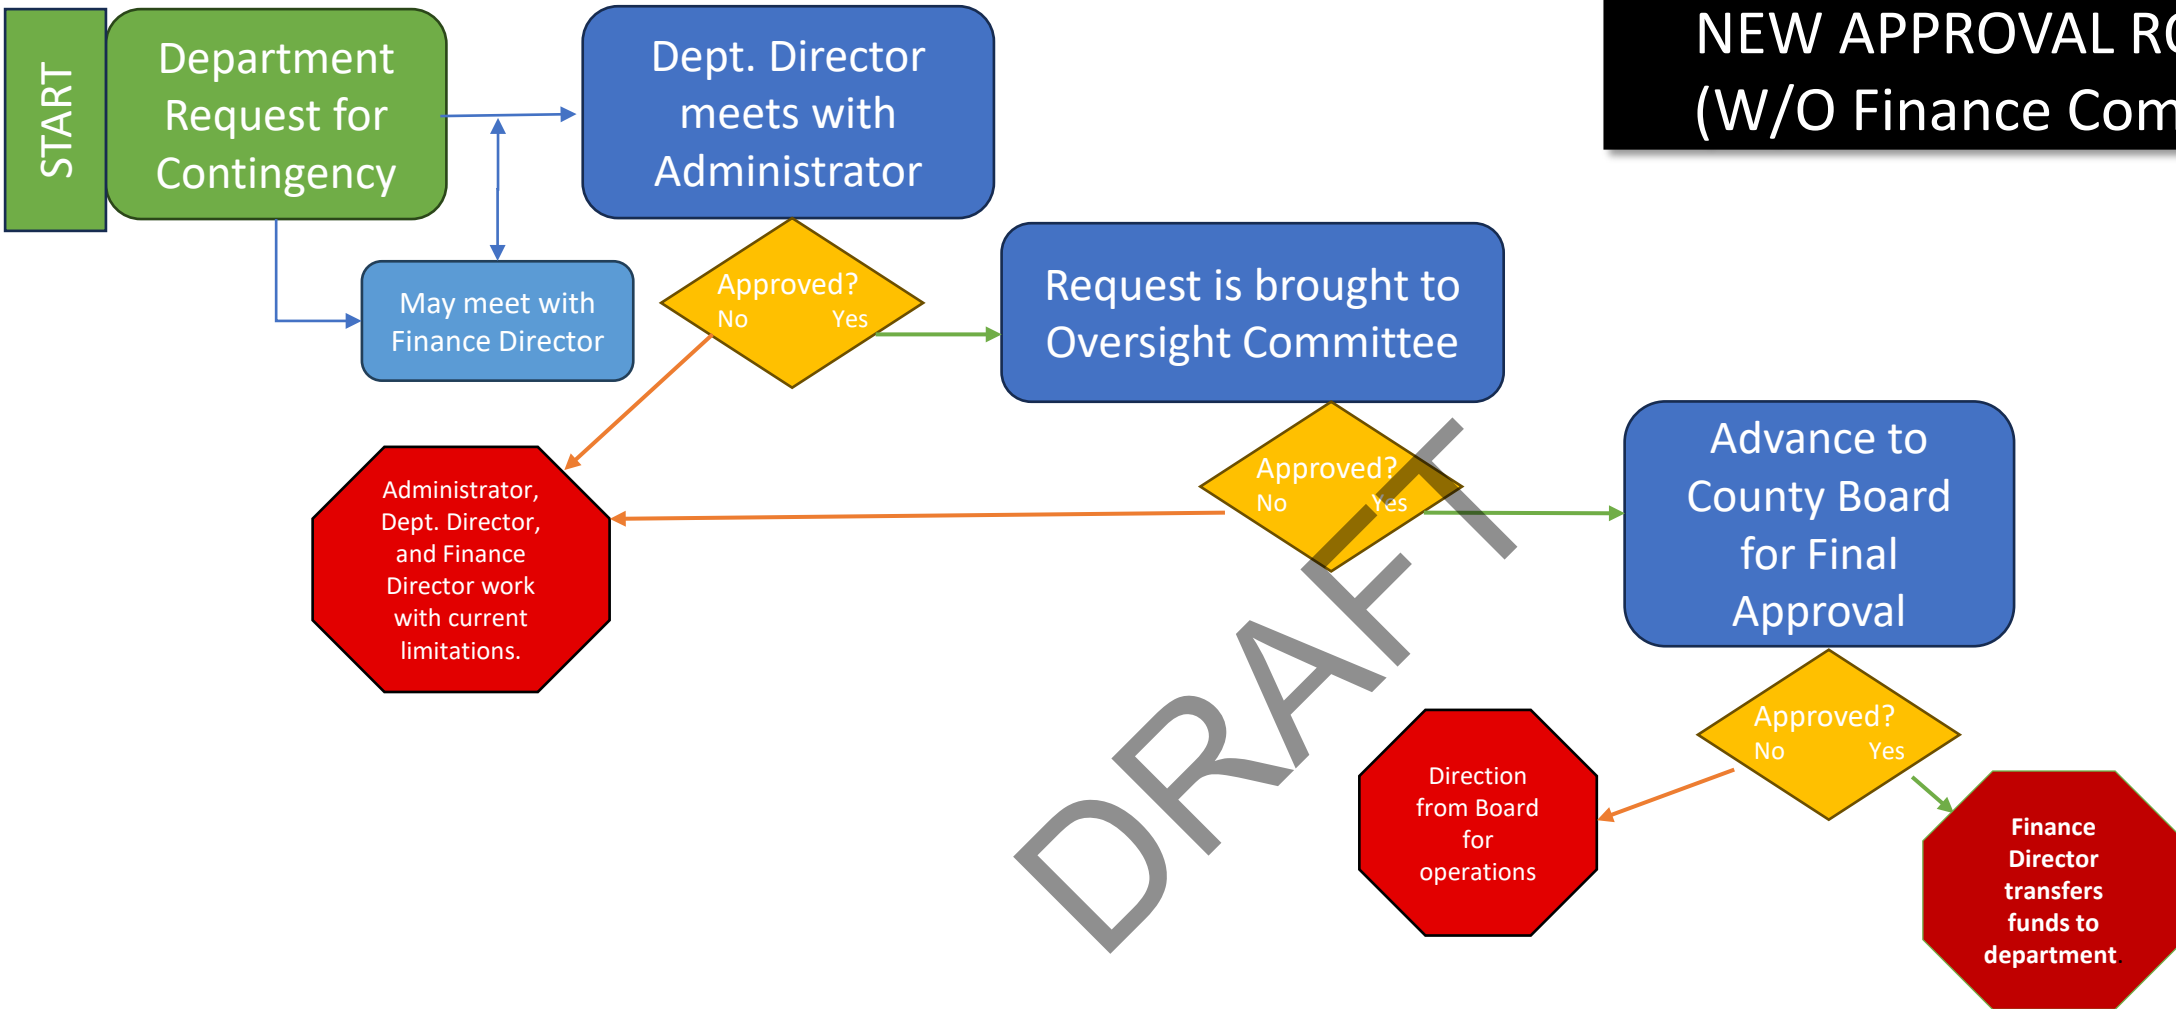 START
Department
Request for
Contingency
Dept. Director
meets with
Administrator
NEW APPROVAL
(W/O Finance
May meet with
Finance Director
Approved?
No Yes
Request is brought to
Oversight Committee
Administrator,
Dept. Director,
and Finance
Director work
with current
limitations.
Approved?
No Yes
Advance to
County Board
for Final
Approval
DRAFT
Approved?
No Yes
Direction
from Board
for
operations
Finance
Director
transfers
funds to
department.